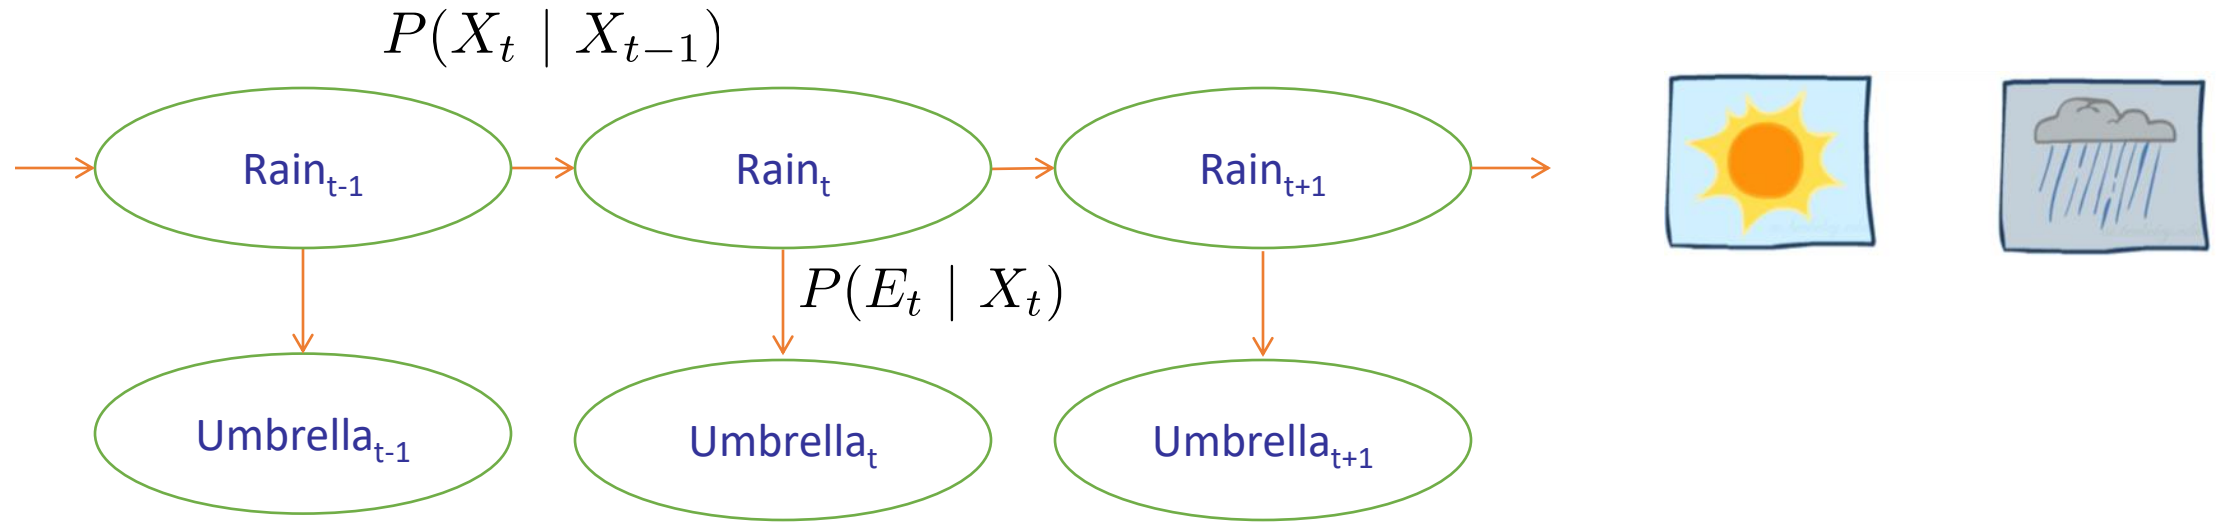 P(X_t | X_{t−1})
Rain_{t-1} Rain_t Rain_{t+1}
P(E_t | X_t)
Umbrella_{t-1} Umbrella_t Umbrella_{t+1}